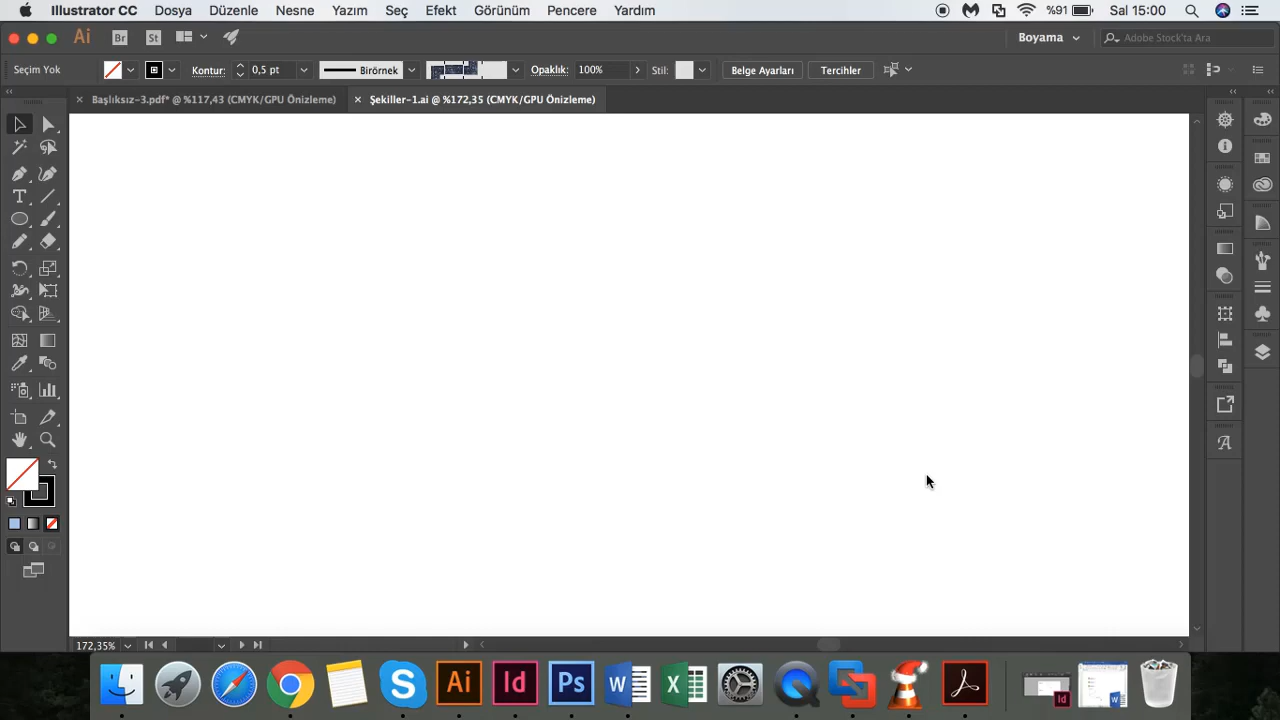 Illustrator CC Dosya Düzenle Nesne Yazım Seç Efekt Görünüm Pencere Yardım %91 Sal 15:00
Ai Br St Boyama Adobe Stock'ta Ara
Seçim Yok Kontur: 0,5 pt Birörnek Opaklık: 100% Stil: Belge Ayarları Tercihler
Başlıksız-3.pdf* @ %117,43 (CMYK/GPU Önizleme) Şekiller-1.ai @ %172,35 (CMYK/GPU Önizleme)
172,35%
Ai Id Ps